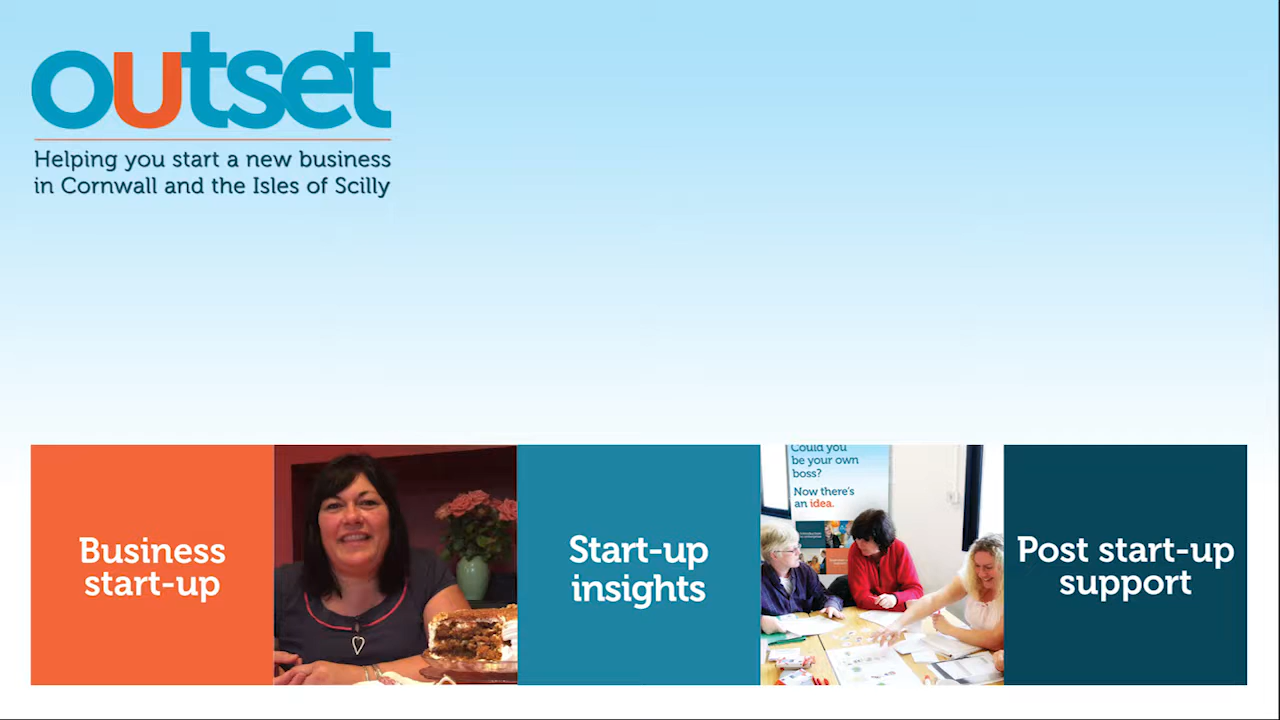 outset
Helping you start a new business
in Cornwall and the Isles of Scilly
Business
start-up
Start-up
insights
Could you
be your own
boss?
Now there's
an idea.
Post start-up
support